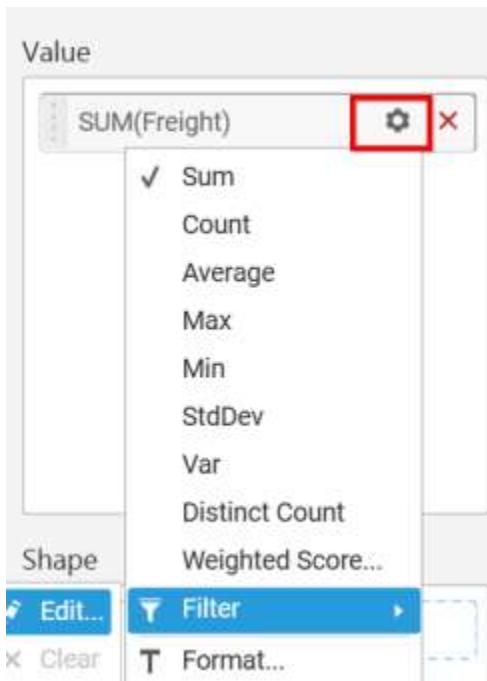 Value
SUM(Freight)
Sum
Count
Average
Max
Min
StdDev
Var
Distinct Count
Weighted Score...
Shape
Edit...
Filter
Clear
Format...